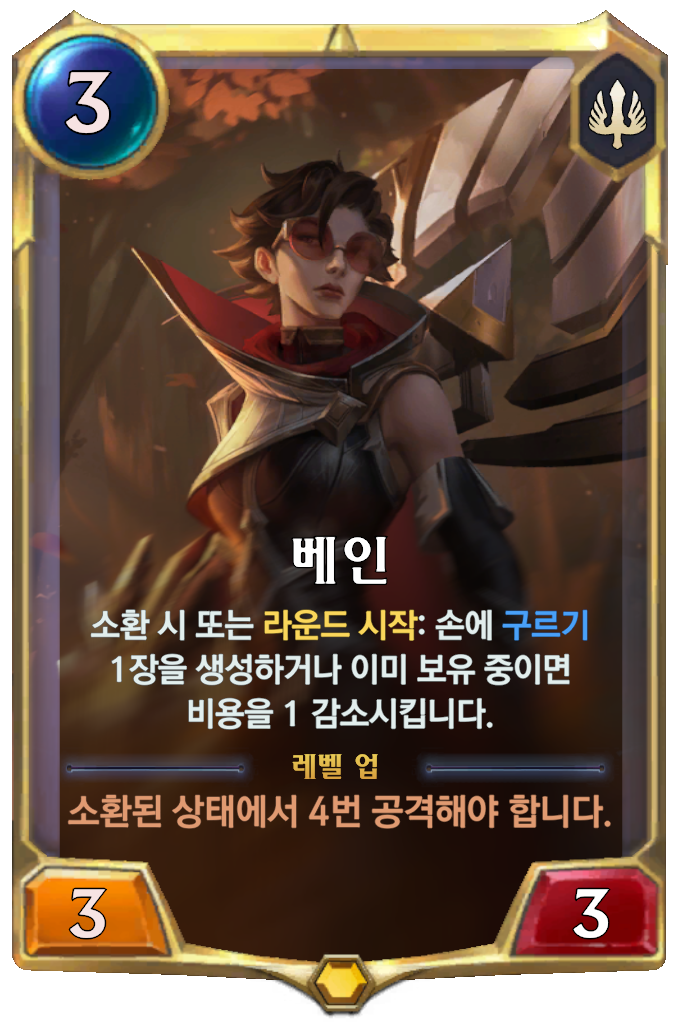 3
베인
소환 시 또는 라운드 시작: 손에 구르기
1장을 생성하거나 이미 보유 중이면
비용을 1 감소시킵니다.
레벨 업
소환된 상태에서 4번 공격해야 합니다.
3
3